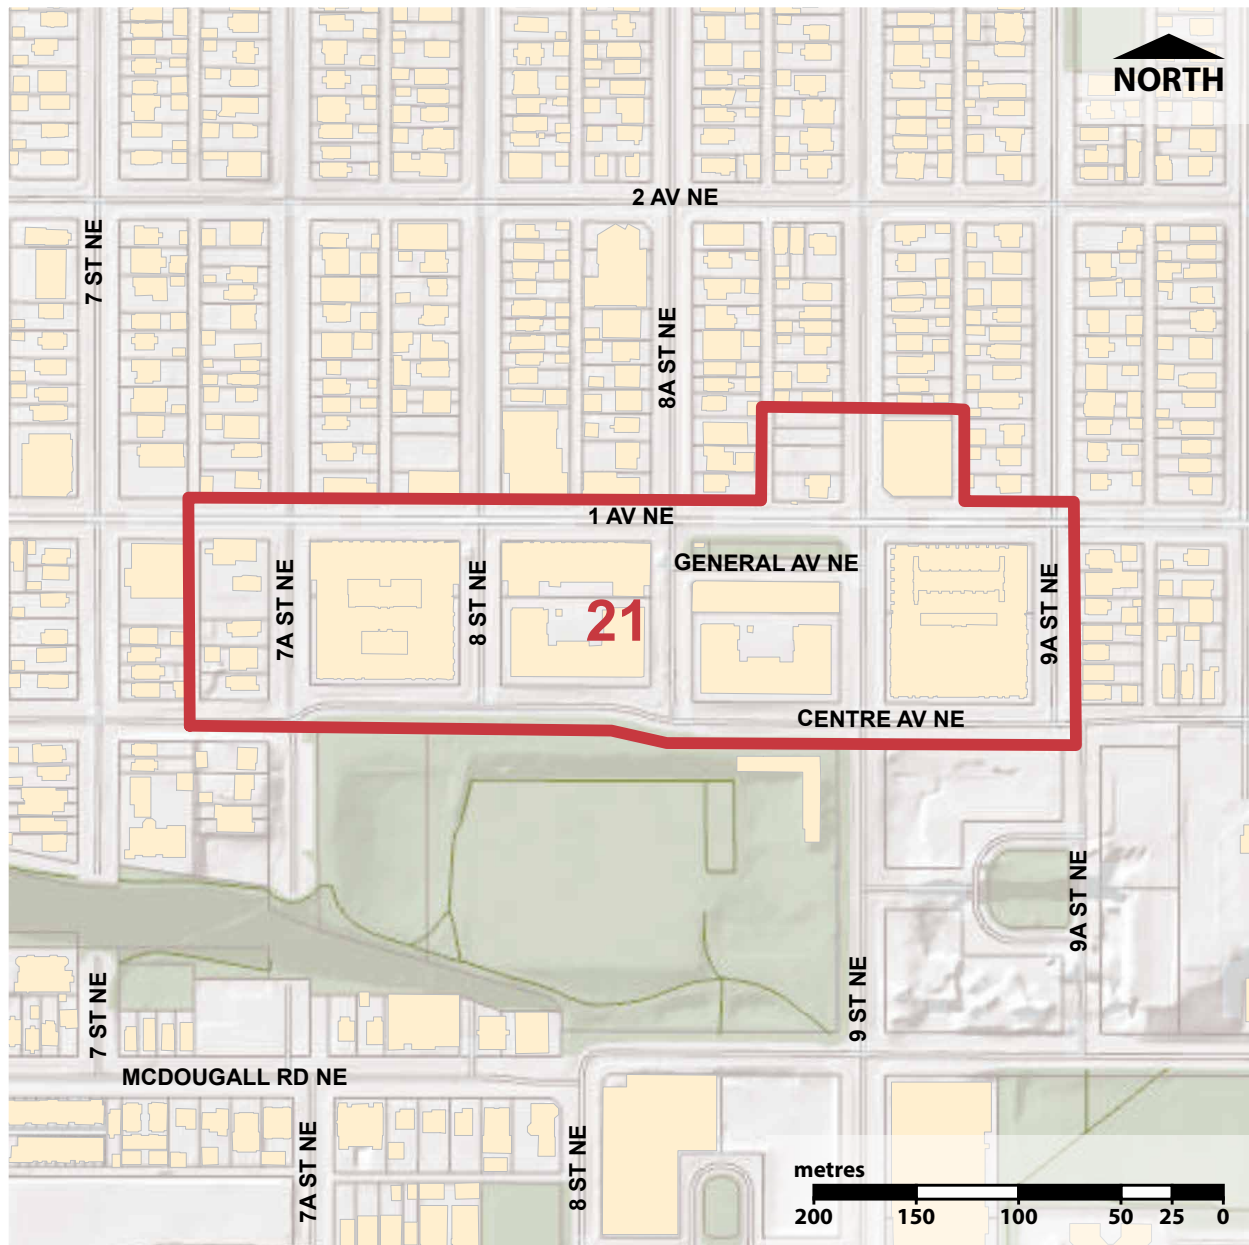 NORTH
2 AV NE
7 ST NE
8A ST NE
1 AV NE
GENERAL AV NE
7A ST NE
8 ST NE
21
9A ST NE
CENTRE AV NE
9A ST NE
7 ST NE
9 ST NE
MCDOUGALL RD NE
7A ST NE
8 ST NE
metres
200 150 100 50 25 0